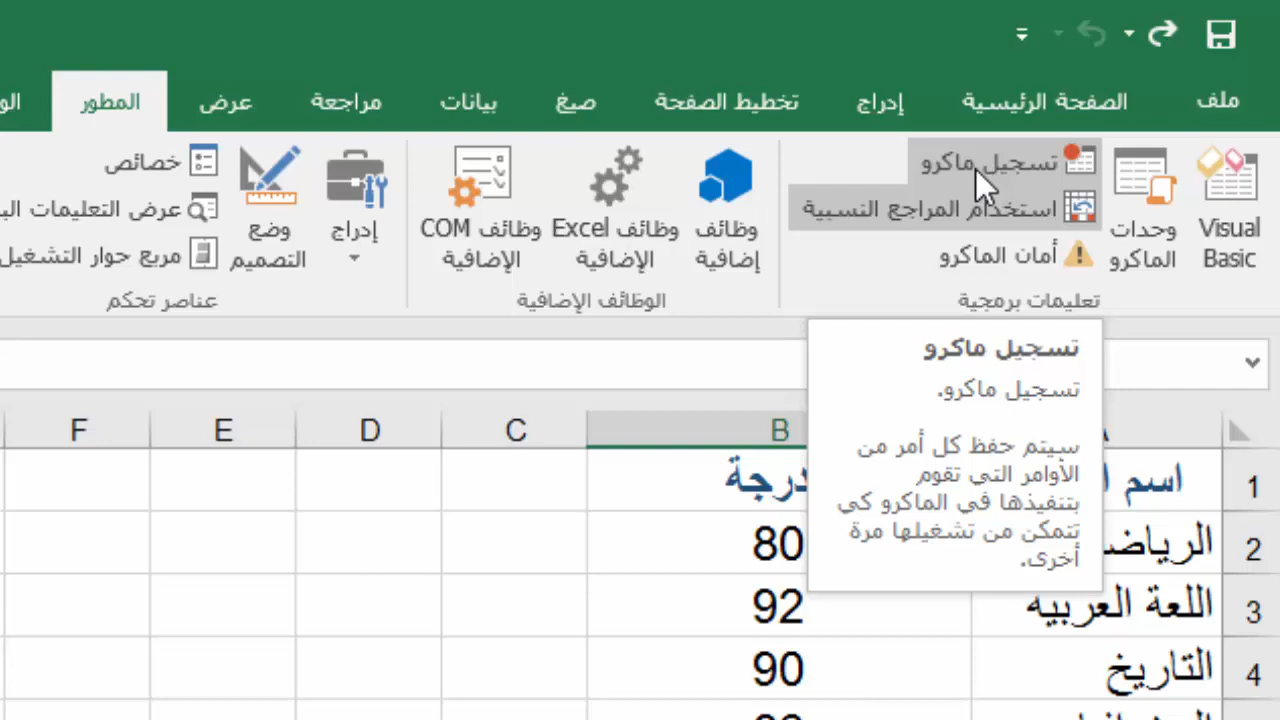 ملف الصفحة الرئيسية إدراج تخطيط الصفحة صيغ بيانات مراجعة عرض المطور
Visual Basic
وحدات الماكرو
تسجيل ماكرو
استخدام المراجع النسبية
أمان الماكرو
تعليمات برمجية
وظائف إضافية
وظائف Excel الإضافية
وظائف COM الإضافية
الوظائف الإضافية
إدراج
وضع التصميم
خصائص
عرض التعليمات
مربع حوار التشغيل
عناصر تحكم
تسجيل ماكرو
تسجيل ماكرو.
سيتم حفظ كل أمر من
الأوامر التي تقوم
بتنفيذها في الماكرو كي
تتمكن من تشغيلها مرة
أخرى.
B C D E F
1 اسم
2 80
3 اللغة العربيه 92
4 التاريخ 90